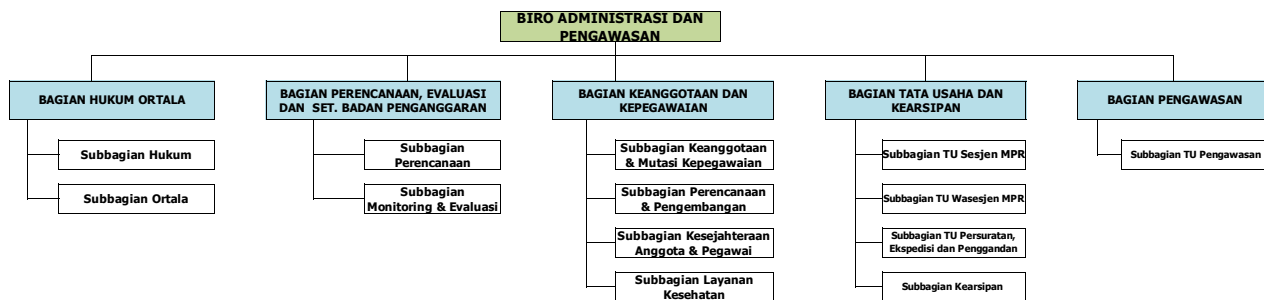 BIRO ADMINISTRASI DAN
PENGAWASAN
BAGIAN HUKUM ORTALA
BAGIAN PERENCANAAN, EVALUASI
DAN SET. BADAN PENGANGGARAN
BAGIAN KEANGGOTAAN DAN
KEPEGAWAIAN
BAGIAN TATA USAHA DAN
KEARSIPAN
BAGIAN PENGAWASAN
Subbagian Hukum
Subbagian Ortala
Subbagian
Perencanaan
Subbagian
Monitoring & Evaluasi
Subbagian Keanggotaan
& Mutasi Kepegawaian
Subbagian Perencanaan
& Pengembangan
Subbagian Kesejahteraan
Anggota & Pegawai
Subbagian Layanan
Kesehatan
Subbagian TU Sesjen MPR
Subbagian TU Wasesjen MPR
Subbagian TU Persuratan,
Ekspedisi dan Penggandan
Subbagian Kearsipan
Subbagian TU Pengawasan